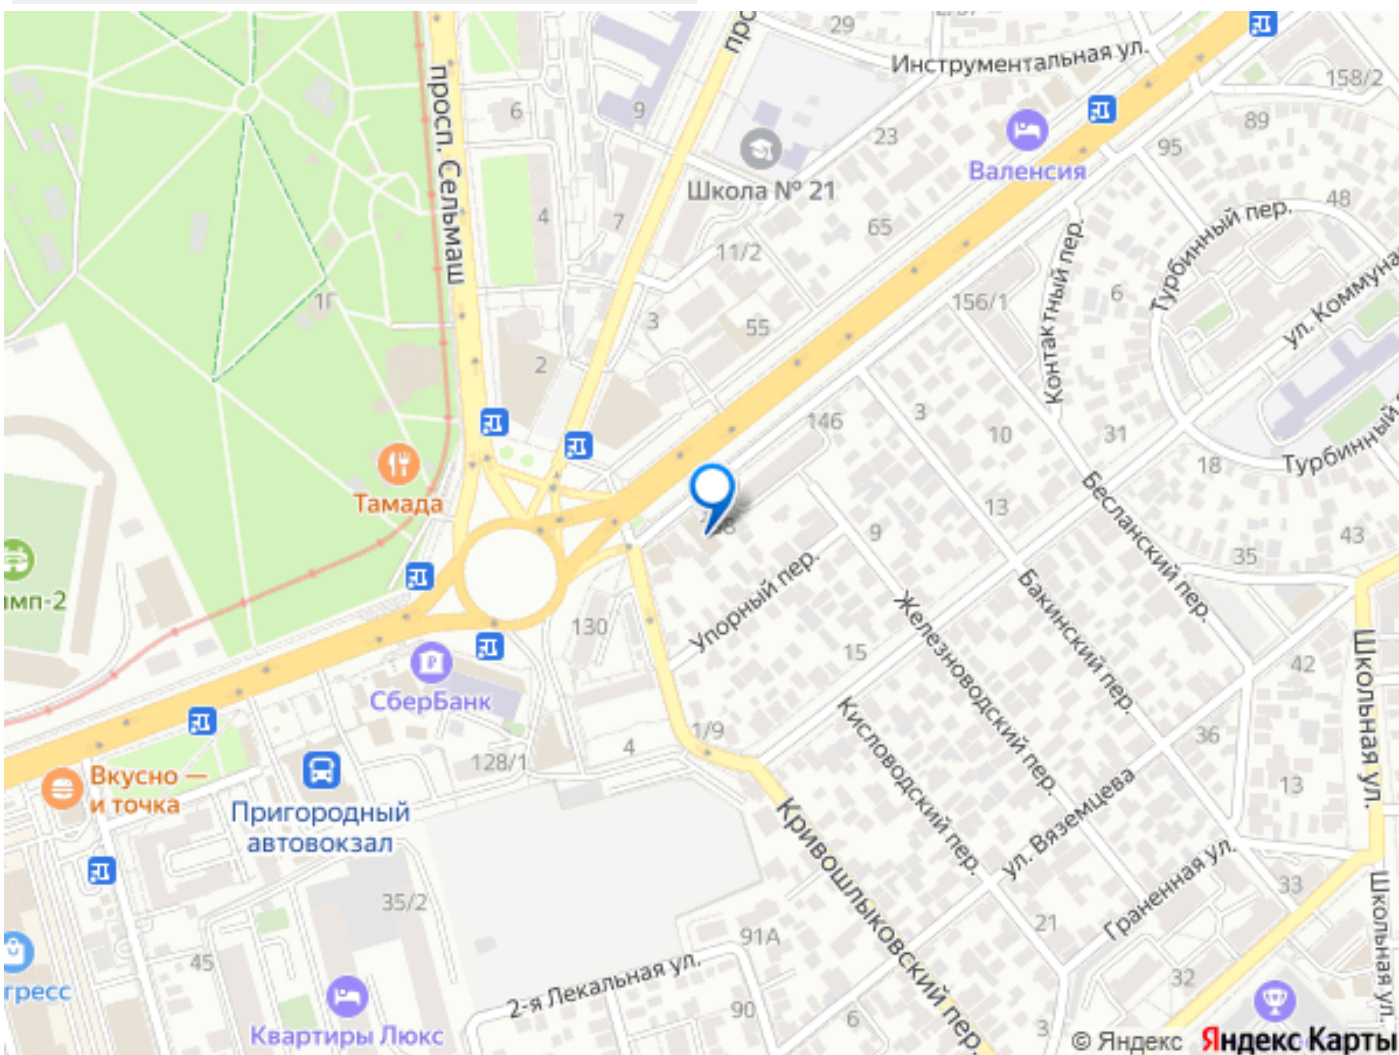 29
Инструментальная ул.
158/2
просп. Сельмаш
6
9
23
89
Валенсия
95
Школа № 21
48
Турбинный пер.
4
7
65
11/2
Контактный пер.
6
156/1
1Г
3
55
2
146
3
10
31
18
Тамада
Турбинный
Бесланский пер.
13
9
43
35
Упорный пер.
Бакинский пер.
130
Железноводский пер.
15
42
Школьная ул.
СберБанк
Кисловодский пер.
1/9
4
36
128/1
Вкусно —
и точка
13
Пригородный
автовокзал
ул. Вяземцева
Кривошлыковский пер.
Граненная ул.
33
Школьная ул.
35/2
21
91А
45
2-я Лекальная ул.
32
90
6
3
Квартиры Люкс
© Яндекс Яндекс Карты